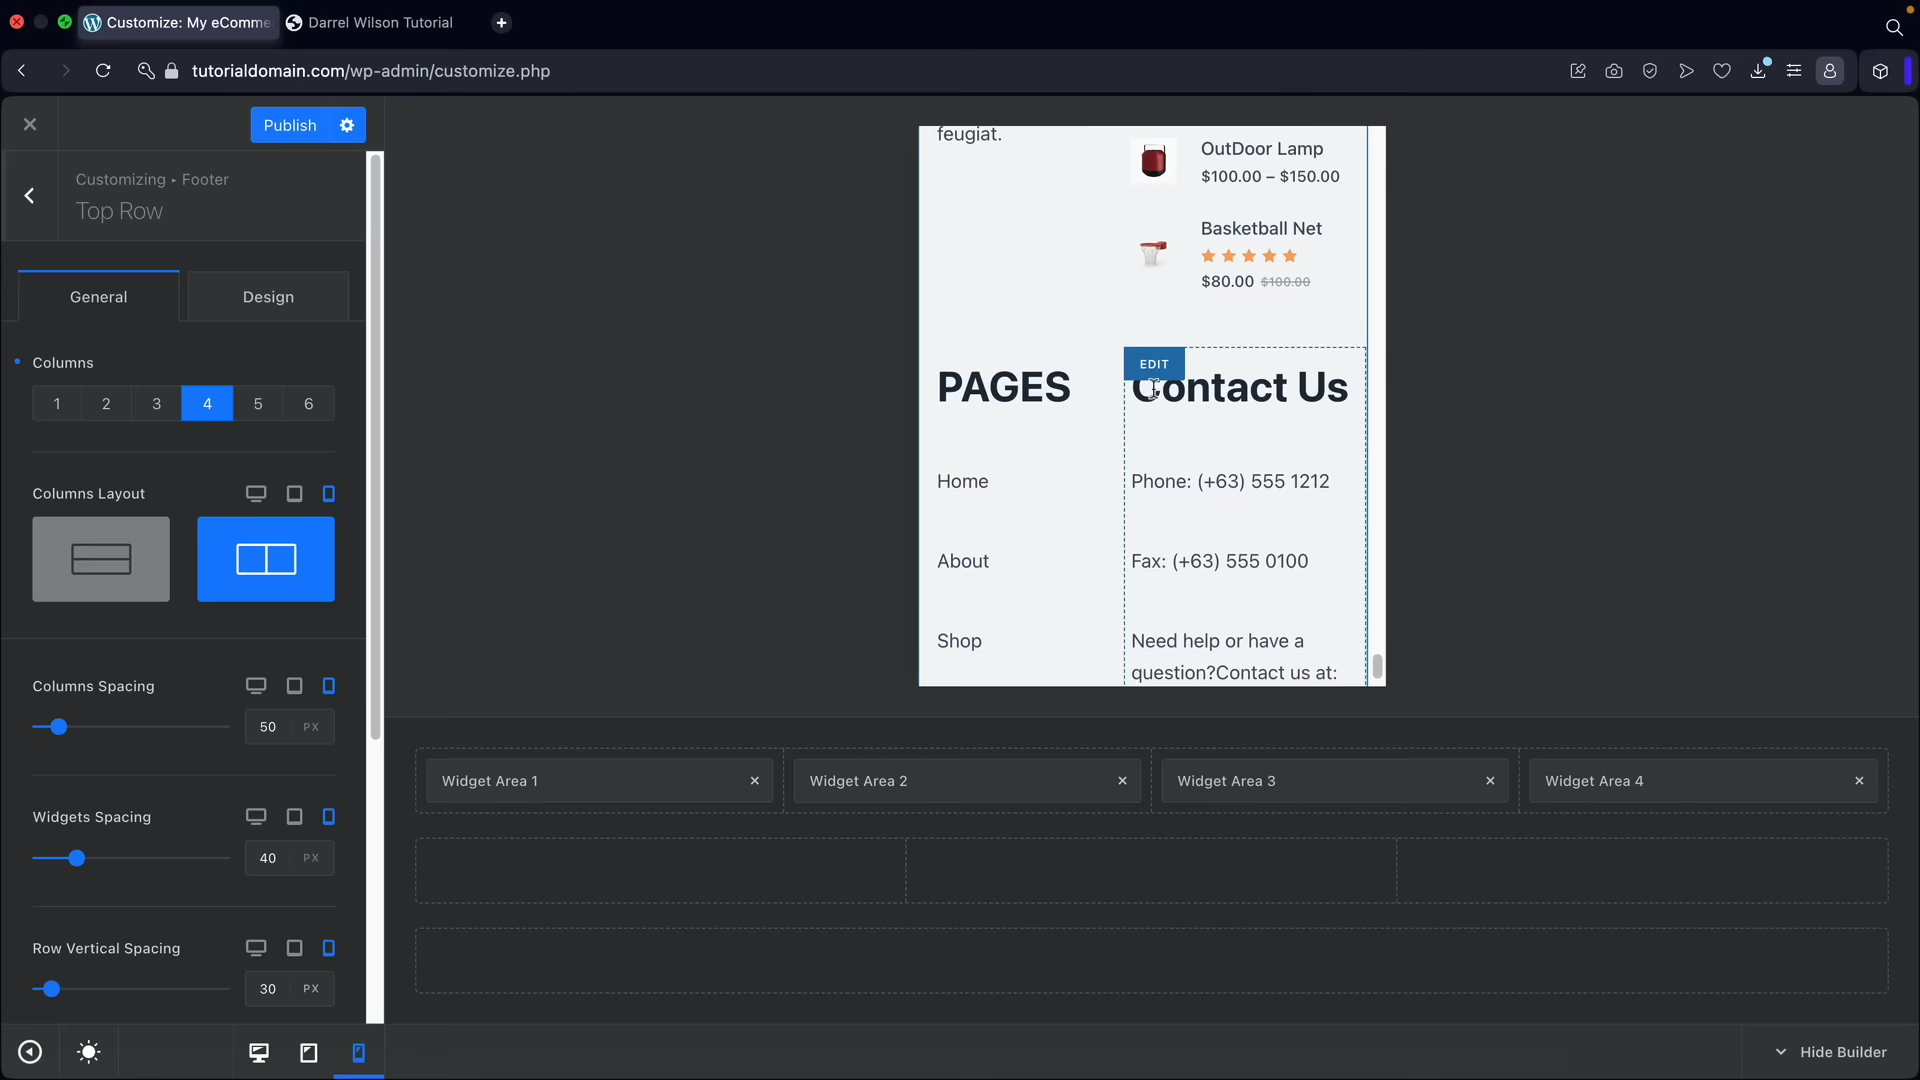 Customize: My eComme
Darrel Wilson Tutorial
tutorialdomain.com/wp-admin/customize.php
Publish
Customizing ▸ Footer
Top Row
General
Design
Columns
1 2 3 4 5 6
Columns Layout
Columns Spacing
50 PX
Widgets Spacing
40 PX
Row Vertical Spacing
30 PX
feugiat.
OutDoor Lamp
$100.00 – $150.00
Basketball Net
$80.00 $100.00
EDIT
PAGES
Contact Us
Home
Phone: (+63) 555 1212
About
Fax: (+63) 555 0100
Shop
Need help or have a
question?Contact us at:
Widget Area 1
Widget Area 2
Widget Area 3
Widget Area 4
Hide Builder